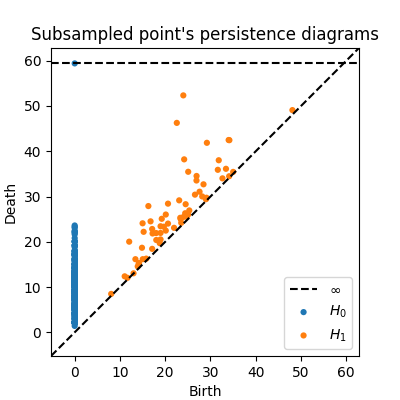 Subsampled point's persistence diagrams
60
50
40
30
20
10
0
Death
0 10 20 30 40 50 60
Birth
∞
H₀
H₁